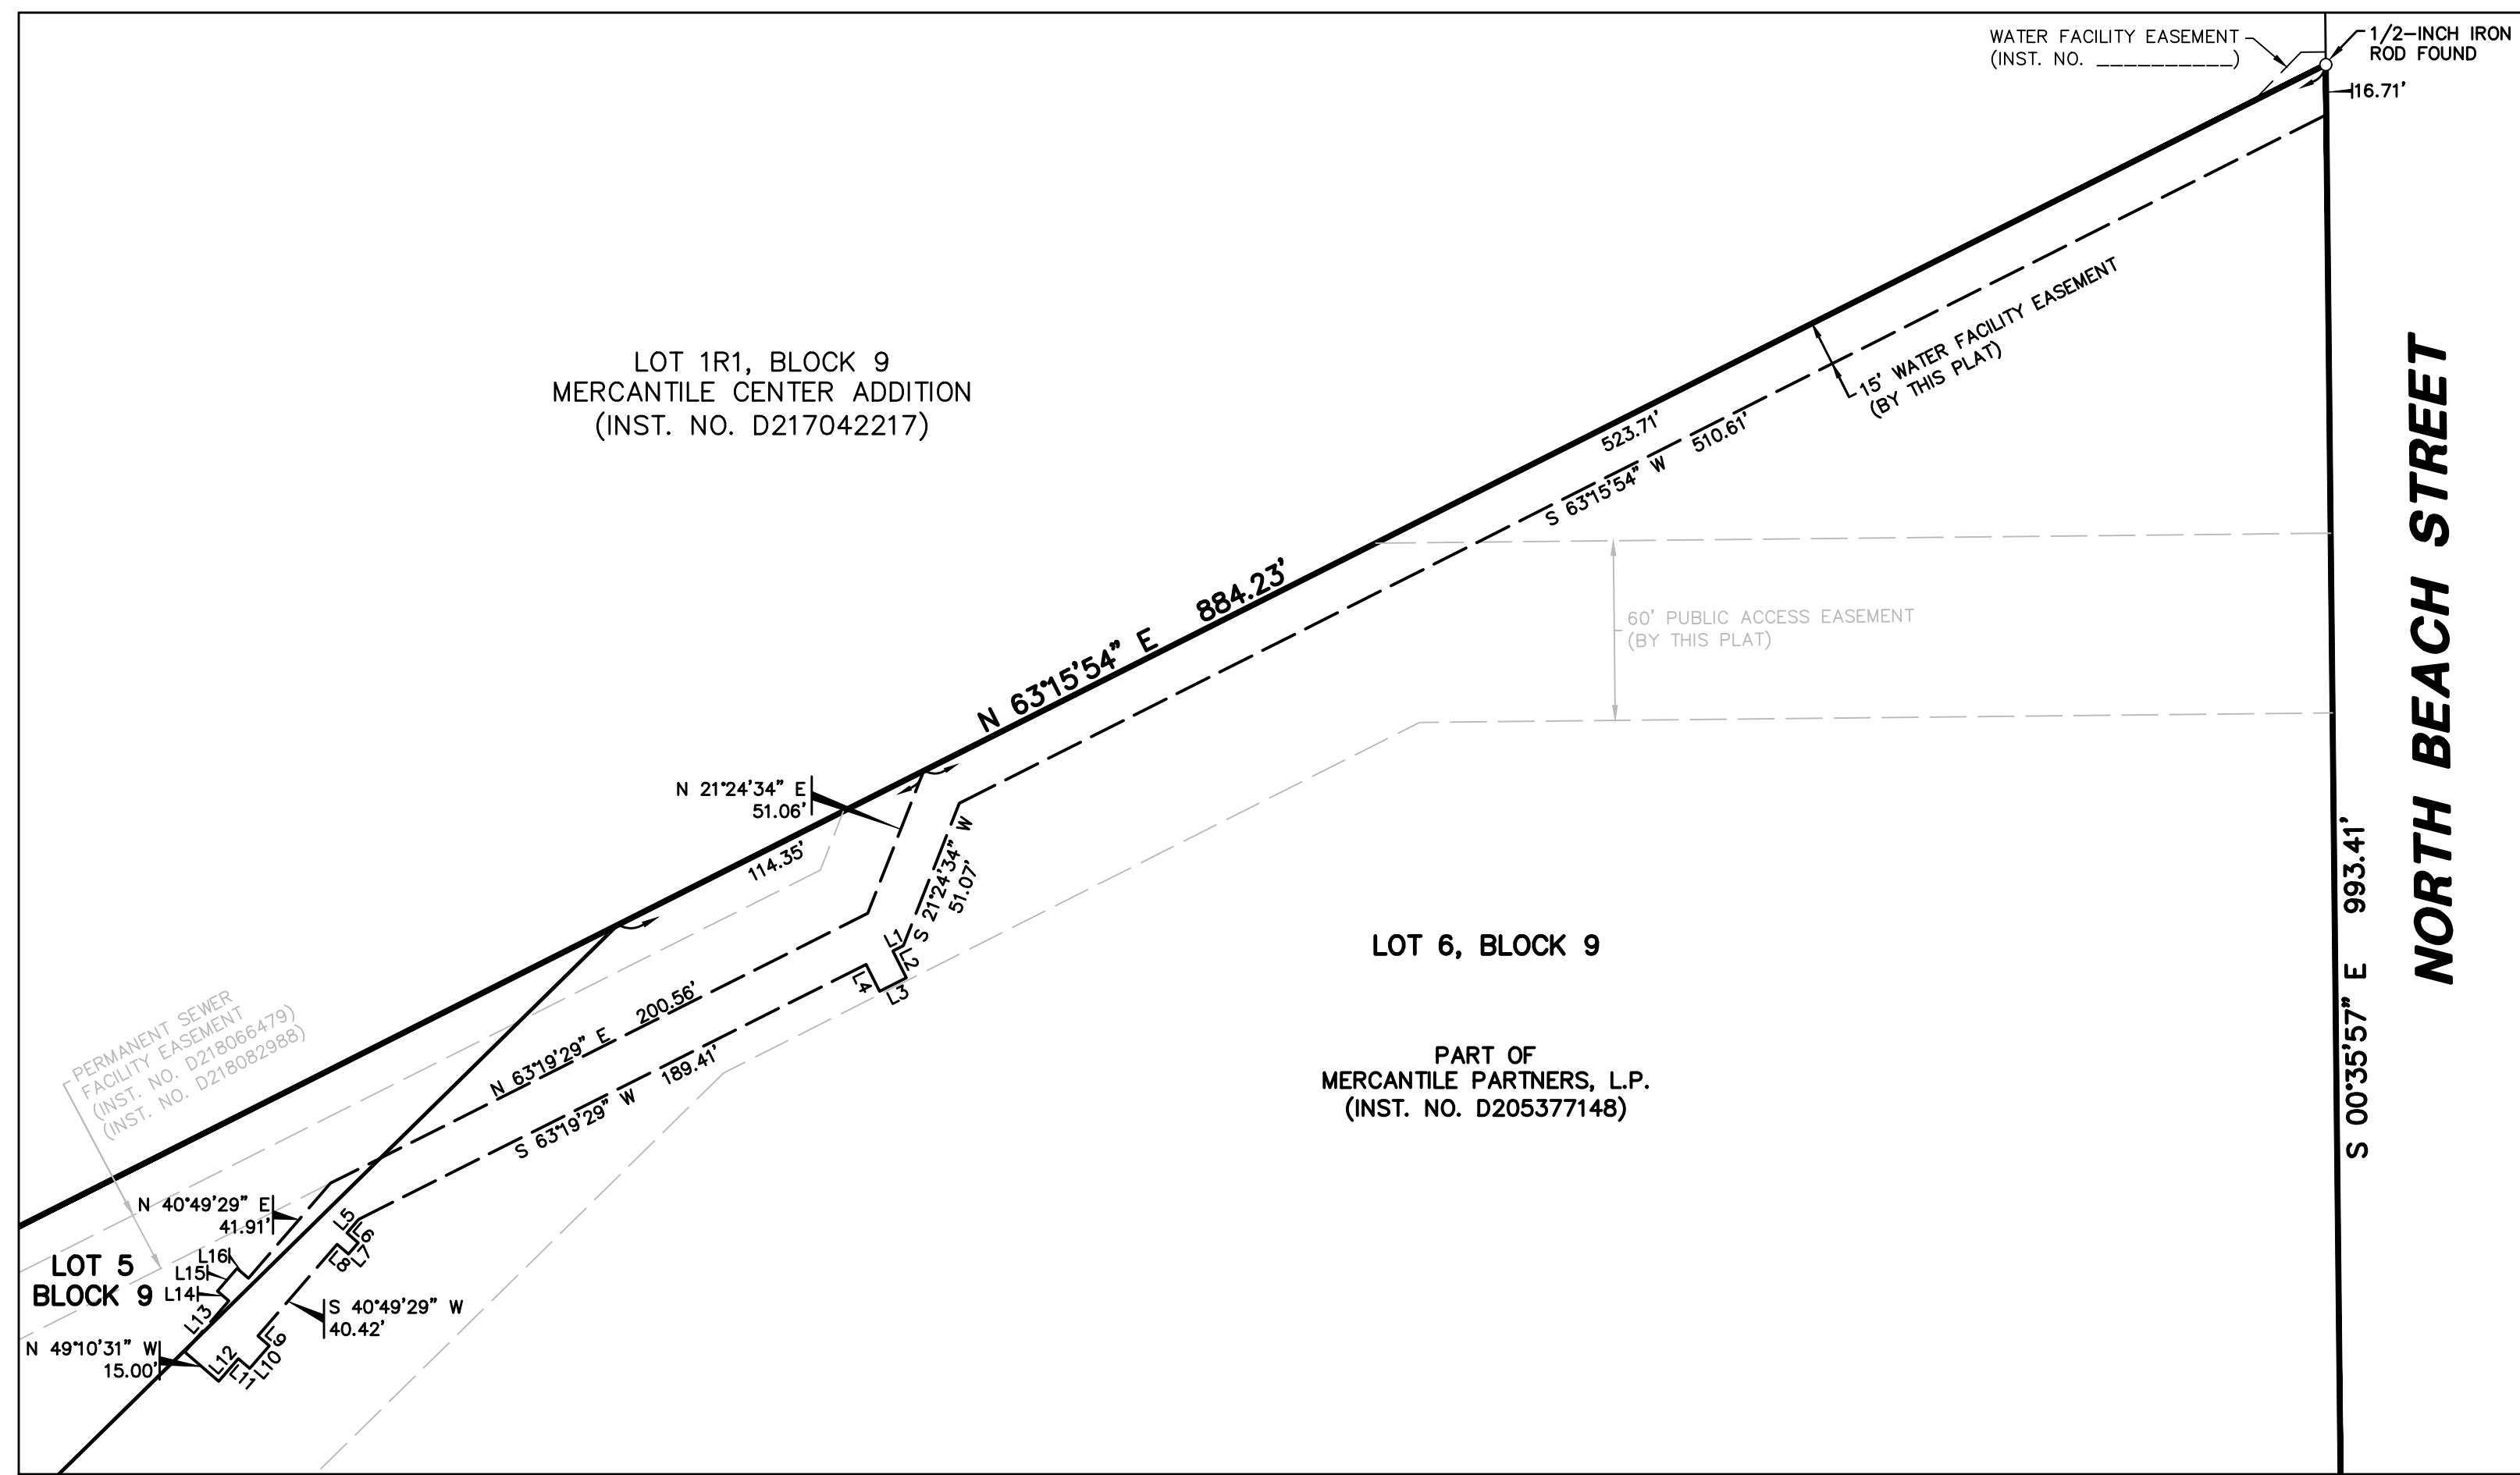 WATER FACILITY EASEMENT
(INST. NO. __________)
1/2-INCH IRON
ROD FOUND
16.71'
LOT 1R1, BLOCK 9
MERCANTILE CENTER ADDITION
(INST. NO. D217042217)
15' WATER FACILITY EASEMENT
(BY THIS PLAT)
523.71'
S 63°15'54" W 510.61'
NORTH BEACH STREET
N 63°15'54" E 884.23'
60' PUBLIC ACCESS EASEMENT
(BY THIS PLAT)
N 21°24'34" E
51.06'
114.35'
S 21°24'34" W
51.07'
L1
L2
L3
L4
LOT 6, BLOCK 9
S 00°35'57" E 993.41'
PERMANENT SEWER
FACILITY EASEMENT
(INST. NO. D218066479)
(INST. NO. D218082988)
N 63°19'29" E 200.56'
S 63°19'29" W 189.41'
PART OF
MERCANTILE PARTNERS, L.P.
(INST. NO. D205377148)
N 40°49'29" E
41.91'
L5
L6
L7
L8
L16
L15
L14
L13
LOT 5
BLOCK 9
S 40°49'29" W
40.42'
N 49°10'31" W
15.00'
L12
L11
L10
L9